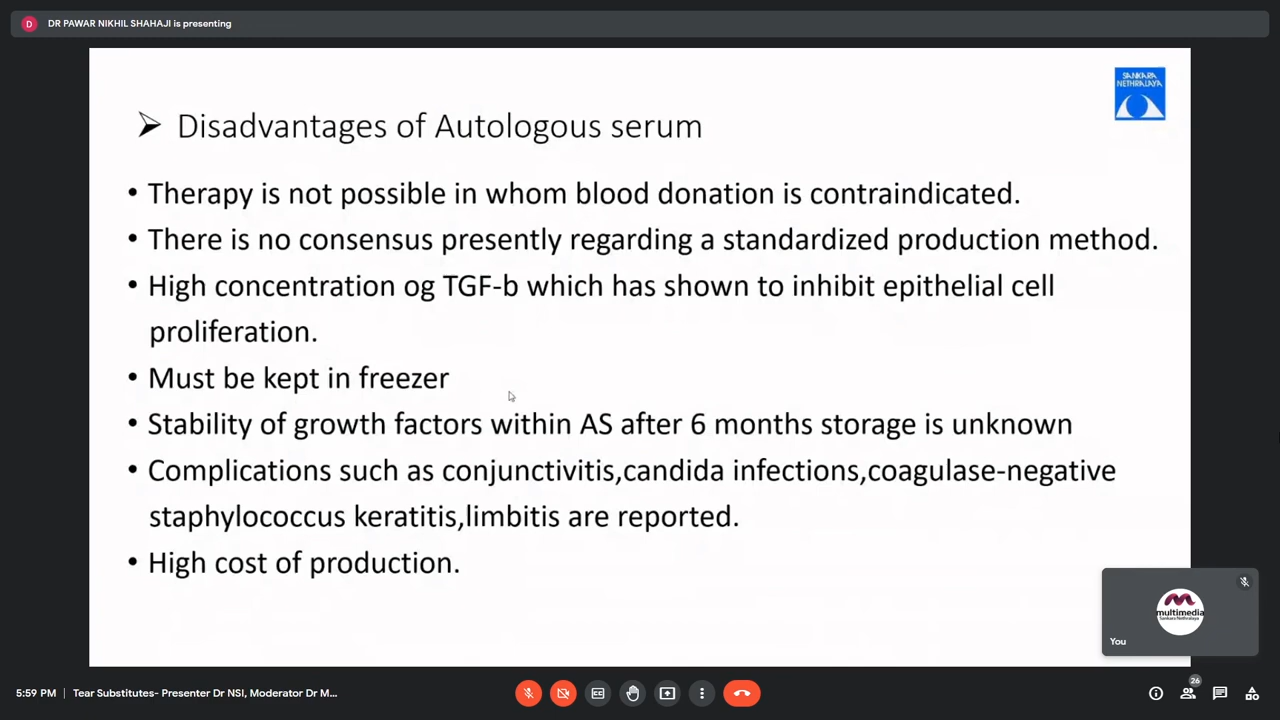 D DR PAWAR NIKHIL SHAHAJI is presenting
SANKARA
NETHRALAYA
➢ Disadvantages of Autologous serum
• Therapy is not possible in whom blood donation is contraindicated.
• There is no consensus presently regarding a standardized production method.
• High concentration og TGF-b which has shown to inhibit epithelial cell
proliferation.
• Must be kept in freezer
• Stability of growth factors within AS after 6 months storage is unknown
• Complications such as conjunctivitis,candida infections,coagulase-negative
staphylococcus keratitis,limbitis are reported.
• High cost of production.
multimedia
Sankara Nethralaya
You
5:59 PM | Tear Substitutes- Presenter Dr NSI, Moderator Dr M...
26